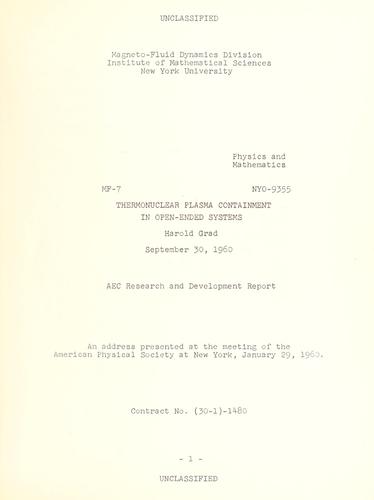 UNCLASSIFIED
Magneto-Fluid Dynamics Division
Institute of Mathematical Sciences
New York University
Physics and
Mathematics
MF-7 NYO-9355
THERMONUCLEAR PLASMA CONTAINMENT
IN OPEN-ENDED SYSTEMS
Harold Grad
September 30, 1960
AEC Research and Development Report
An address presented at the meeting of the
American Physical Society at New York, January 29, 1960.
Contract No. (30-1)-1480
- 1 -
UNCLASSIFIED